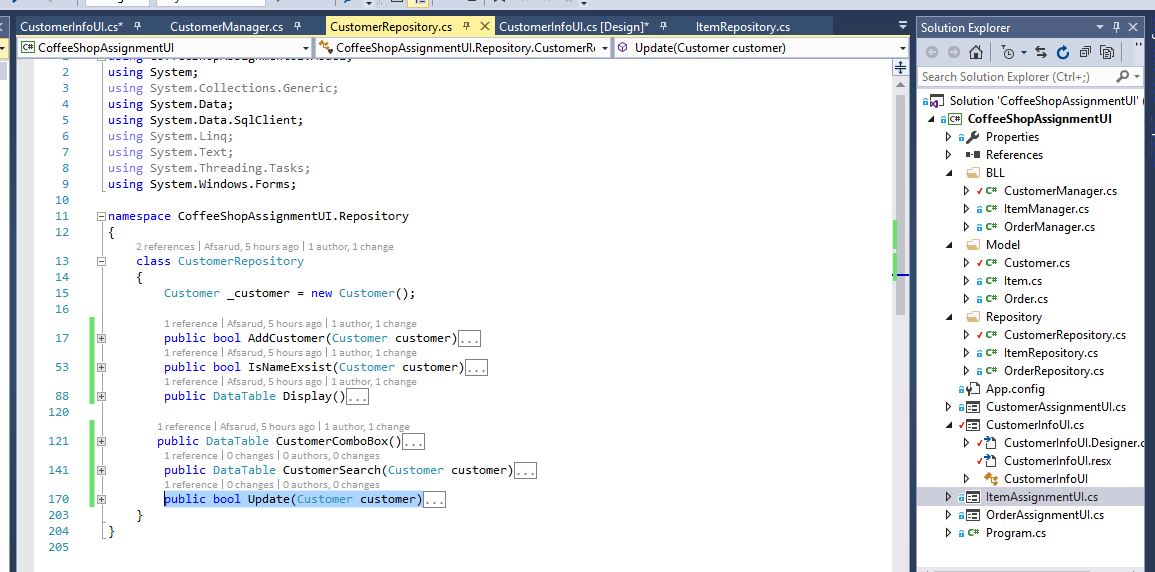 CustomerInfoUI.cs* CustomerManager.cs CustomerRepository.cs CustomerInfoUI.cs [Design]* ItemRepository.cs
CoffeeShopAssignmentUI CoffeeShopAssignmentUI.Repository.CustomerR Update(Customer customer)
2 using System;
3 using System.Collections.Generic;
4 using System.Data;
5 using System.Data.SqlClient;
6 using System.Linq;
7 using System.Text;
8 using System.Threading.Tasks;
9 using System.Windows.Forms;
10
11 namespace CoffeeShopAssignmentUI.Repository
12 {
2 references | Afsarud, 5 hours ago | 1 author, 1 change
13 class CustomerRepository
14 {
15 Customer _customer = new Customer();
16
1 reference | Afsarud, 5 hours ago | 1 author, 1 change
17 public bool AddCustomer(Customer customer)...
1 reference | Afsarud, 5 hours ago | 1 author, 1 change
53 public bool IsNameExsist(Customer customer)...
1 reference | Afsarud, 5 hours ago | 1 author, 1 change
88 public DataTable Display()...
120
1 reference | Afsarud, 5 hours ago | 1 author, 1 change
121 public DataTable CustomerComboBox()...
1 reference | 0 changes | 0 authors, 0 changes
141 public DataTable CustomerSearch(Customer customer)...
1 reference | 0 changes | 0 authors, 0 changes
170 public bool Update(Customer customer)...
203 }
204 }
205
Solution Explorer
Search Solution Explorer (Ctrl+;)
Solution 'CoffeeShopAssignmentUI' (
C# CoffeeShopAssignmentUI
Properties
References
BLL
C# CustomerManager.cs
C# ItemManager.cs
C# OrderManager.cs
Model
C# Customer.cs
C# Item.cs
C# Order.cs
Repository
C# CustomerRepository.cs
C# ItemRepository.cs
C# OrderRepository.cs
App.config
CustomerAssignmentUI.cs
CustomerInfoUI.cs
CustomerInfoUI.Designer.c
CustomerInfoUI.resx
CustomerInfoUI
ItemAssignmentUI.cs
OrderAssignmentUI.cs
C# Program.cs